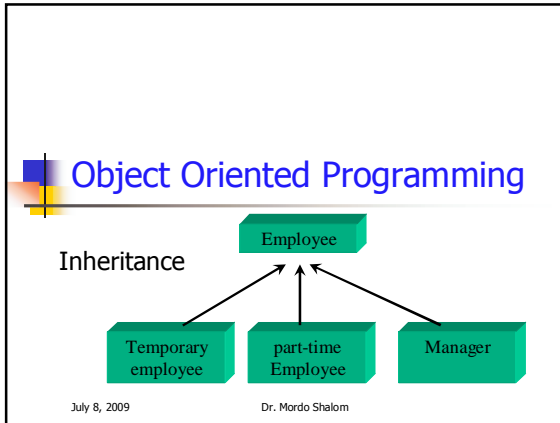 Object Oriented Programming
Inheritance
Employee
Temporary
employee
part-time
Employee
Manager
July 8, 2009
Dr. Mordo Shalom